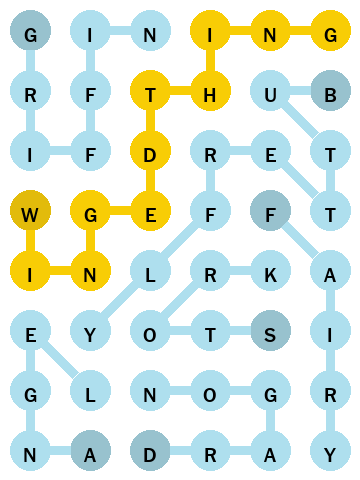 G I N I N G
R F T H U B
I F D R E T
W G E F F T
I N L R K A
E Y O T S I
G L N O G R
N A D R A Y